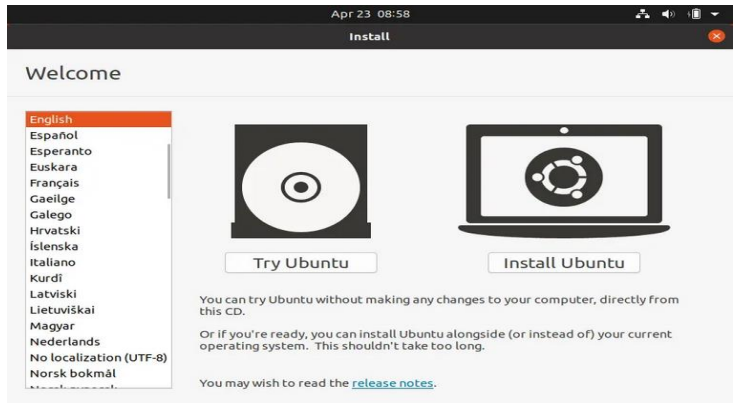 Apr 23 08:58
Install
Welcome
English
Español
Esperanto
Euskara
Français
Gaeilge
Galego
Hrvatski
Íslenska
Italiano
Kurdî
Latviski
Lietuviškai
Magyar
Nederlands
No localization (UTF-8)
Norsk bokmål
Try Ubuntu
Install Ubuntu
You can try Ubuntu without making any changes to your computer, directly from
this CD.
Or if you're ready, you can install Ubuntu alongside (or instead of) your current
operating system. This shouldn't take too long.
You may wish to read the release notes.